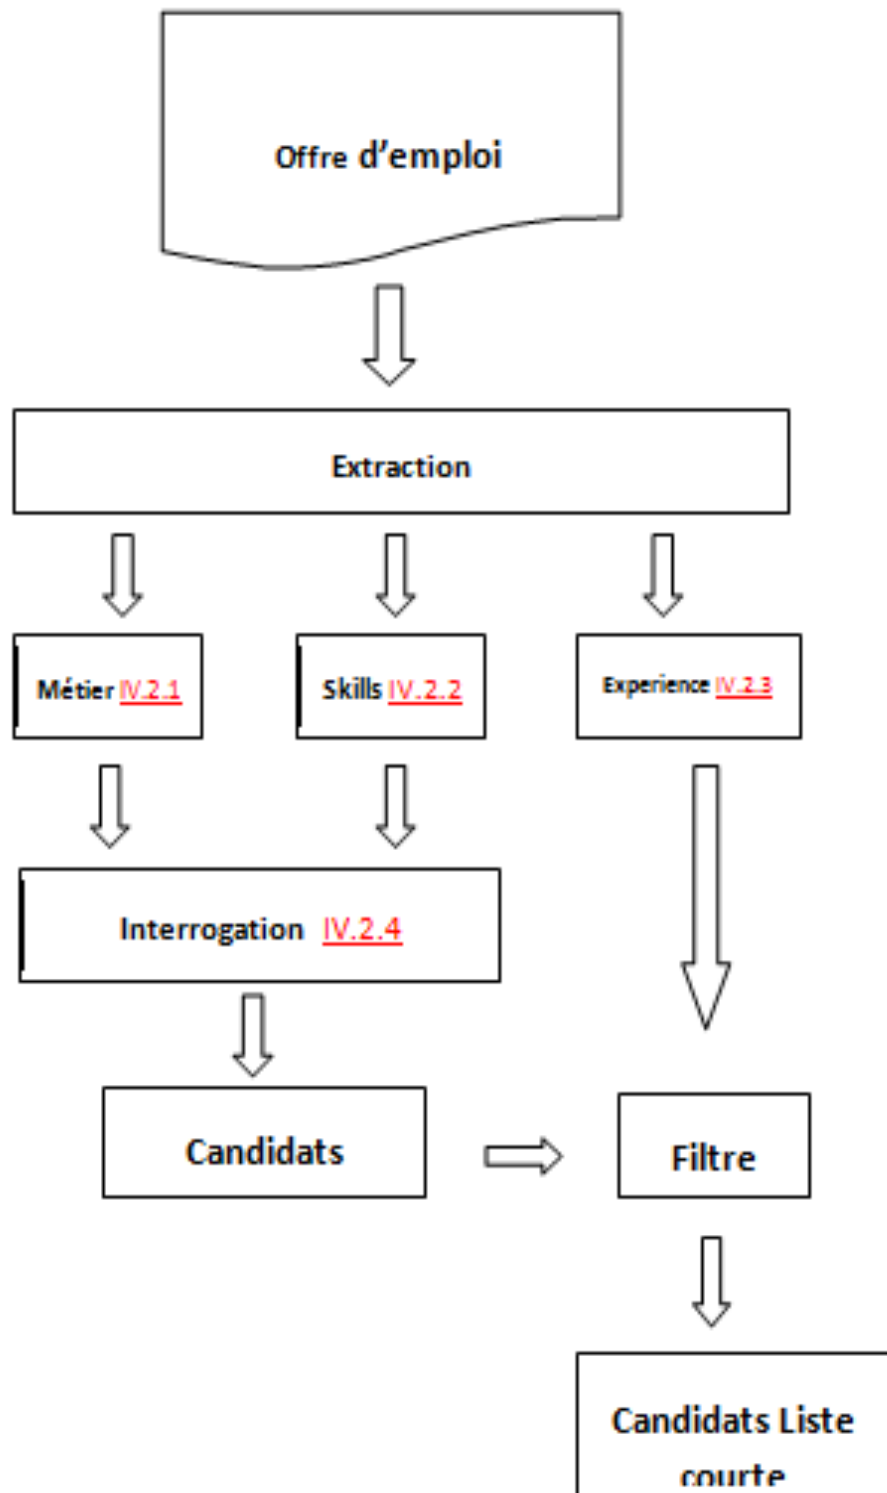 Offre d'emploi
Extraction
Métier IV.2.1
Skills IV.2.2
Experience IV.2.3
Interrogation IV.2.4
Candidats
Filtre
Candidats Liste
courte